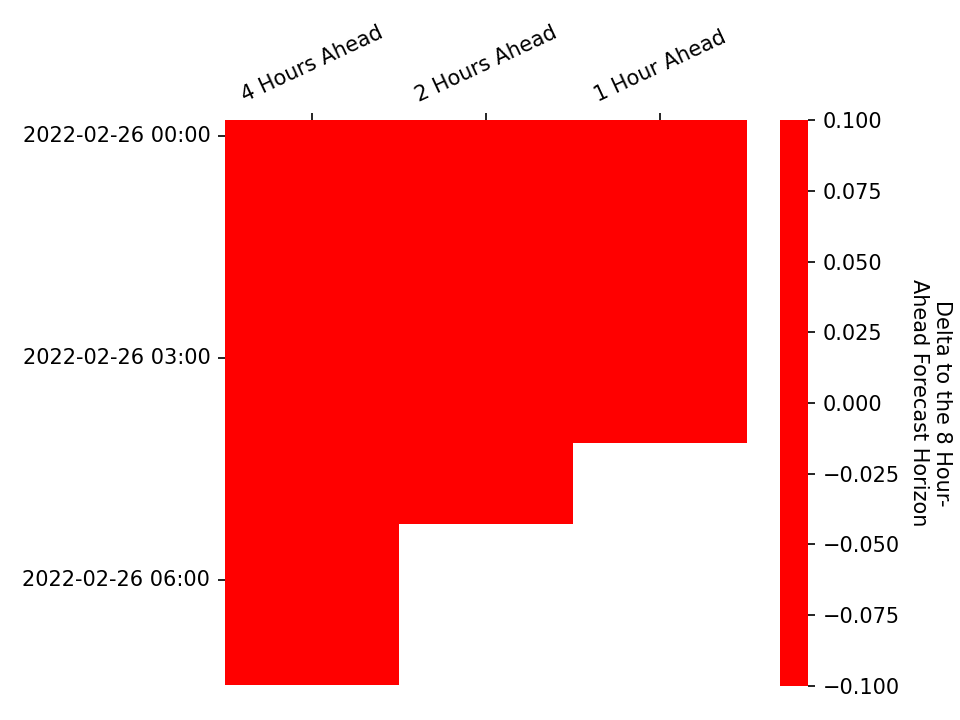 4 Hours Ahead
2 Hours Ahead
1 Hour Ahead
2022-02-26 00:00
2022-02-26 03:00
2022-02-26 06:00
0.100
0.075
0.050
0.025
0.000
−0.025
−0.050
−0.075
−0.100
Delta to the 8 Hour-
Ahead Forecast Horizon